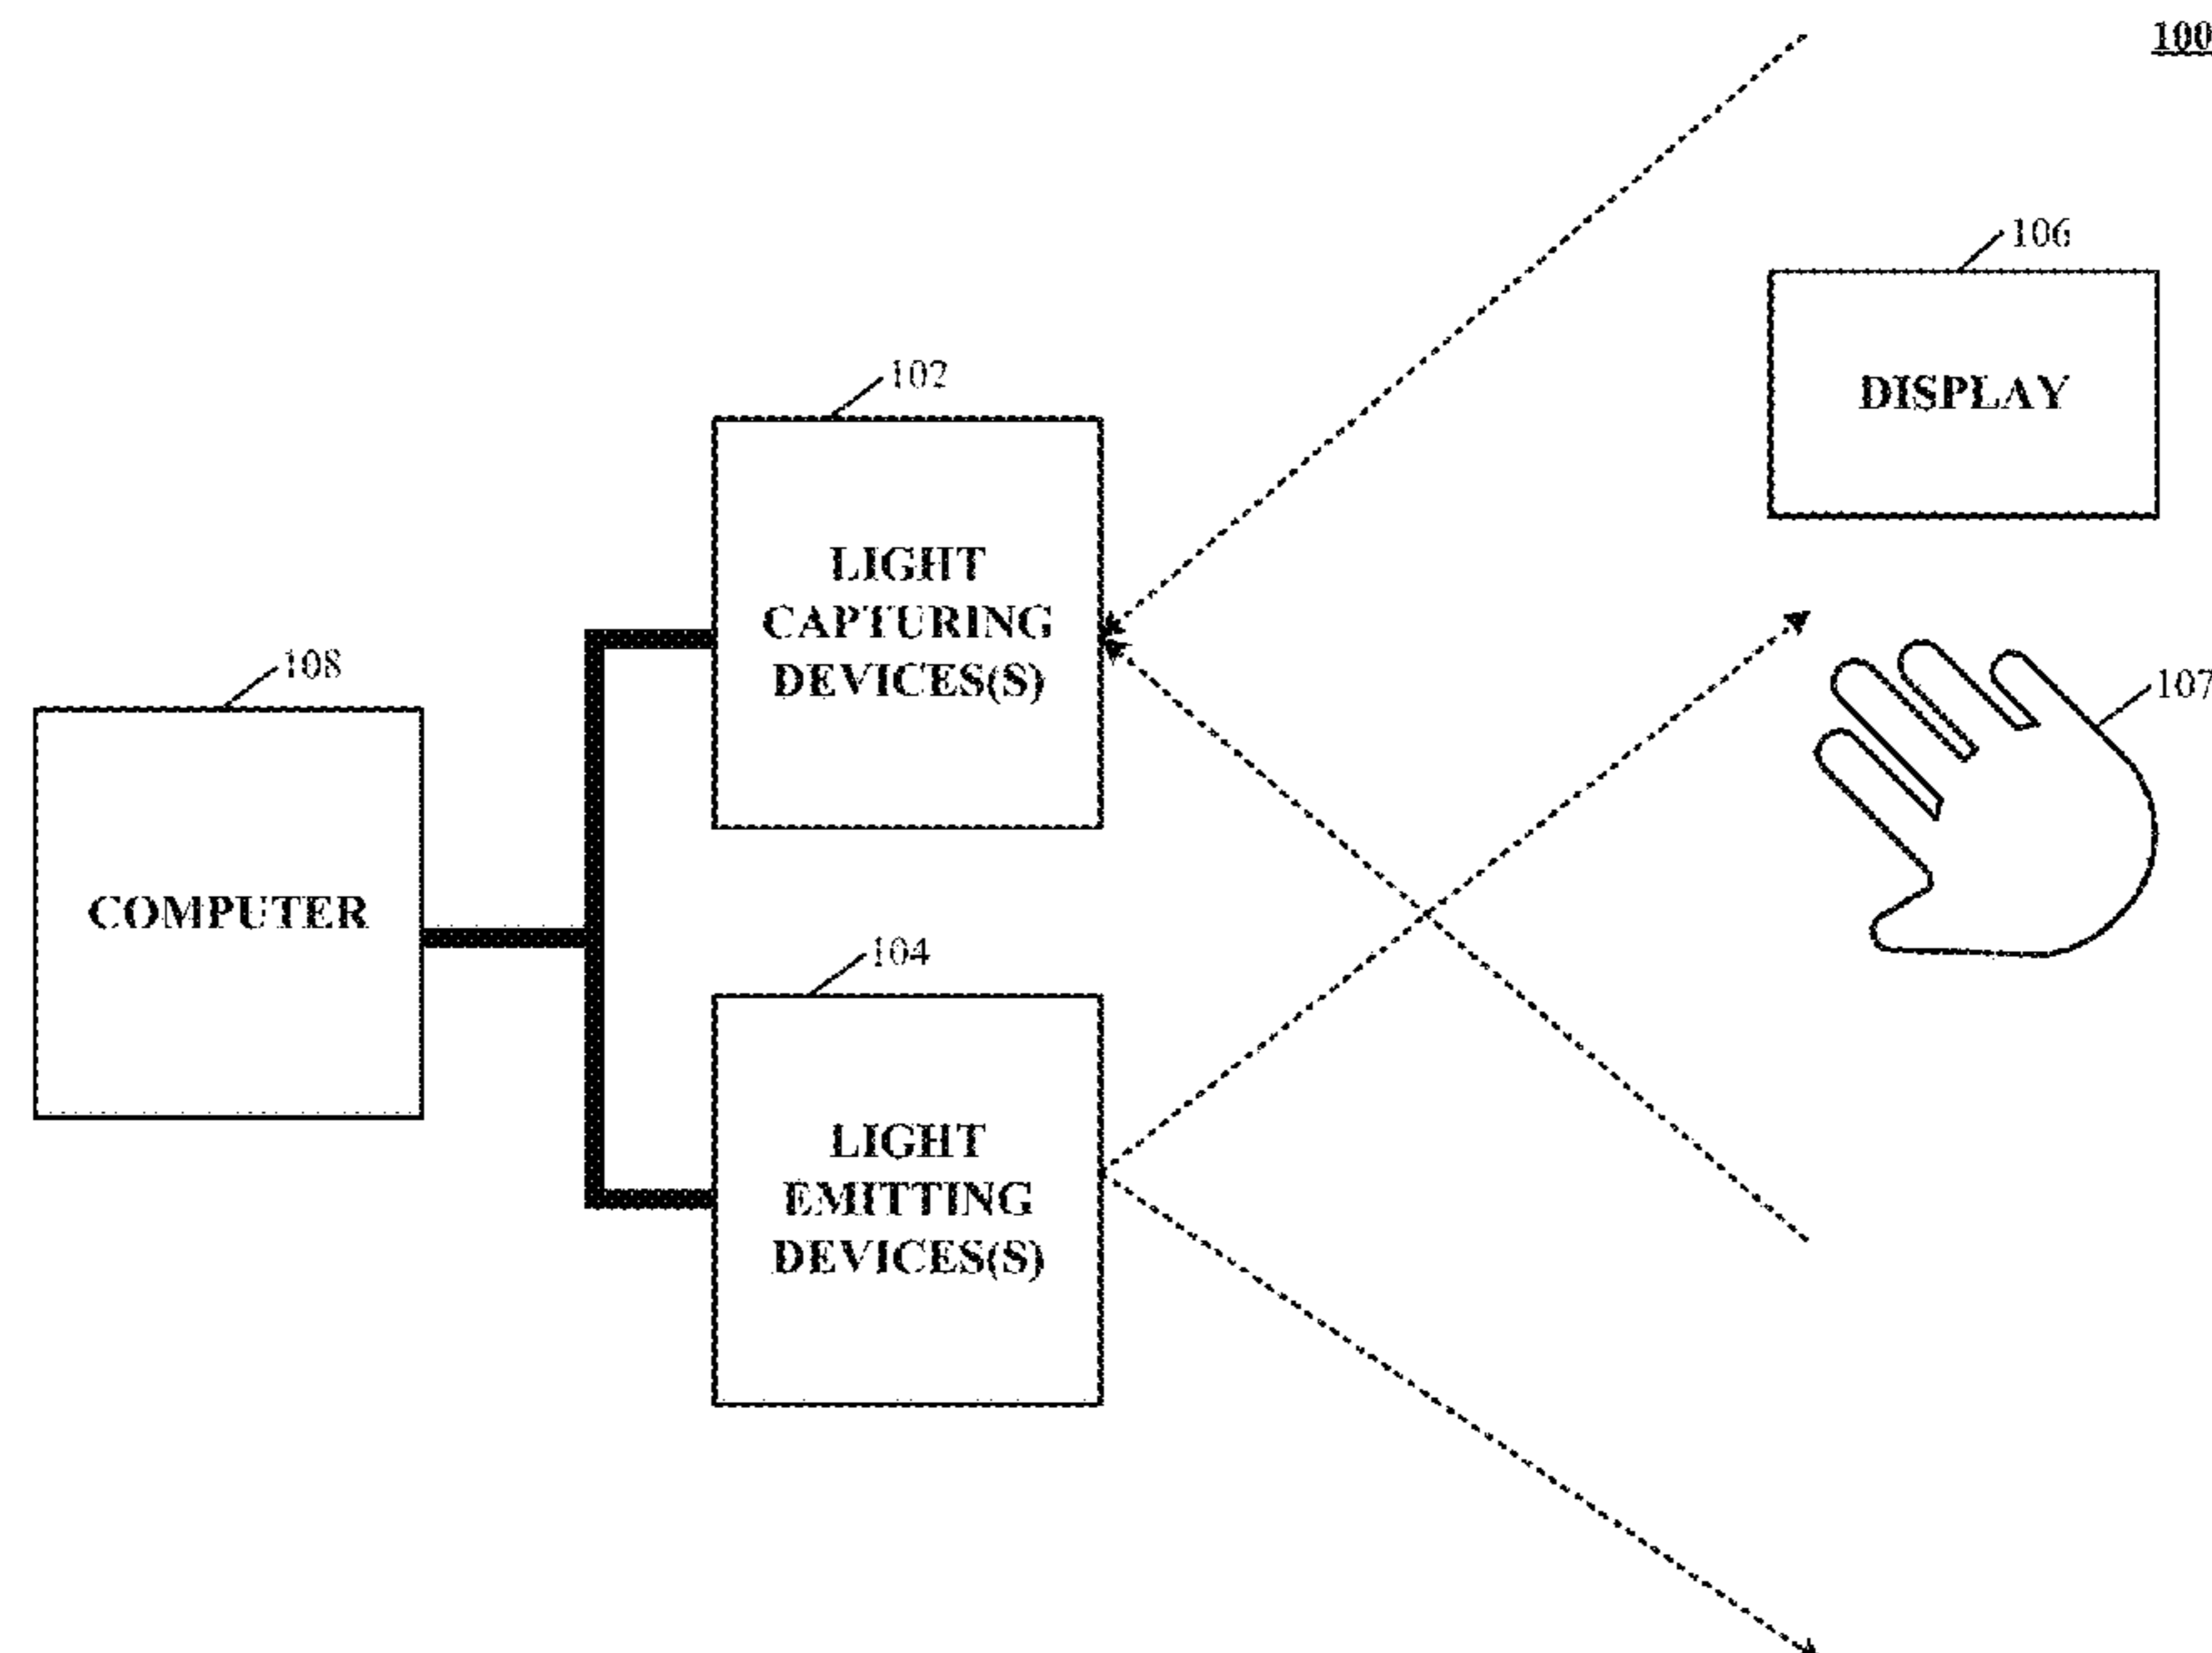 100
106
DISPLAY
102
LIGHT
CAPTURING
DEVICES(S)
108
107
COMPUTER
104
LIGHT
EMITTING
DEVICES(S)